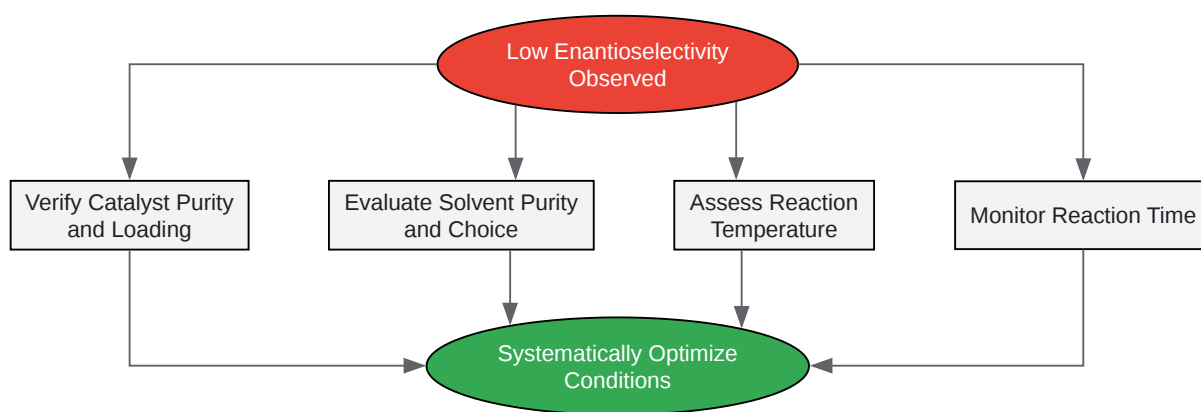 Low Enantioselectivity
Observed
Verify Catalyst Purity
and Loading
Evaluate Solvent Purity
and Choice
Assess Reaction
Temperature
Monitor Reaction Time
Systematically Optimize
Conditions